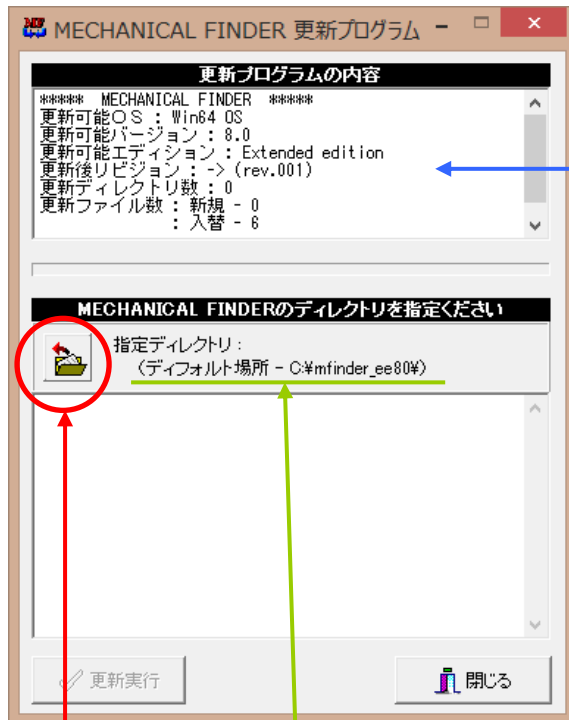 MECHANICAL FINDER 更新プログラム
更新プログラムの内容
***** MECHANICAL FINDER *****
更新可能OS : Win64 OS
更新可能バージョン : 8.0
更新可能エディション : Extended edition
更新後リビジョン : -> (rev.001)
更新ディレクトリ数 : 0
更新ファイル数 : 新規 - 0
: 入替 - 6
MECHANICAL FINDERのディレクトリを指定ください
指定ディレクトリ :
(ディフォルト場所 - C:¥mfinder_ee80¥)
更新実行
閉じる